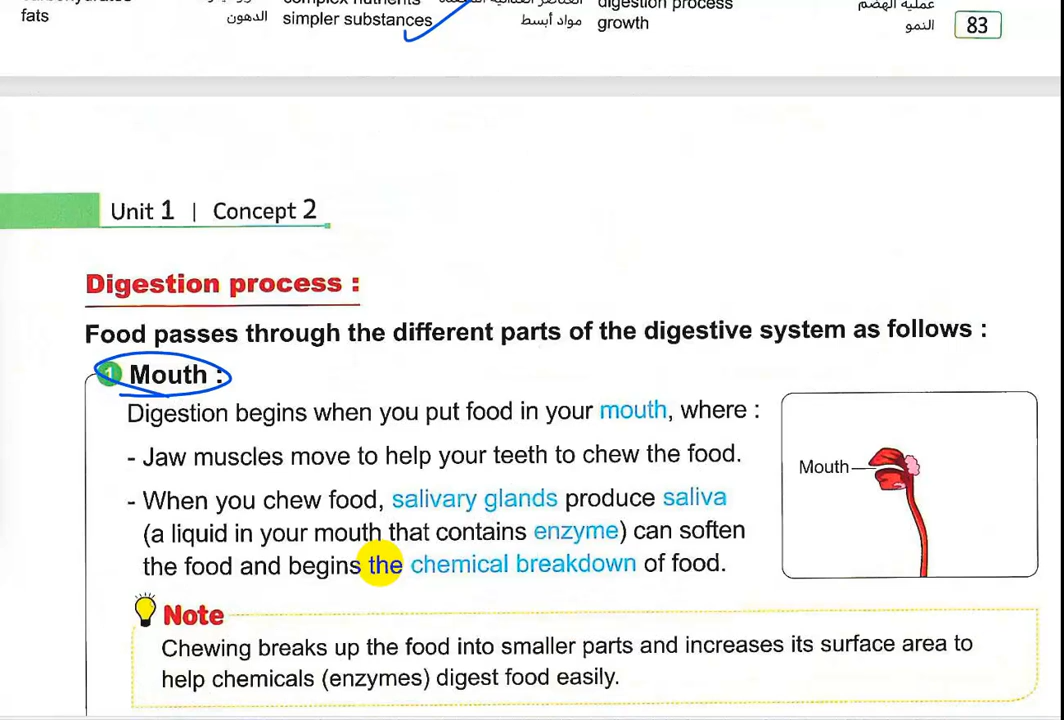 digestion process
fats
الدهون
simpler substances
مواد أبسط
growth
عملية الهضم
النمو
83
Unit 1 | Concept 2
Digestion process :
Food passes through the different parts of the digestive system as follows :
1 Mouth :
Digestion begins when you put food in your mouth, where :
- Jaw muscles move to help your teeth to chew the food.
- When you chew food, salivary glands produce saliva
(a liquid in your mouth that contains enzyme) can soften
the food and begins the chemical breakdown of food.
Mouth
Note
Chewing breaks up the food into smaller parts and increases its surface area to
help chemicals (enzymes) digest food easily.